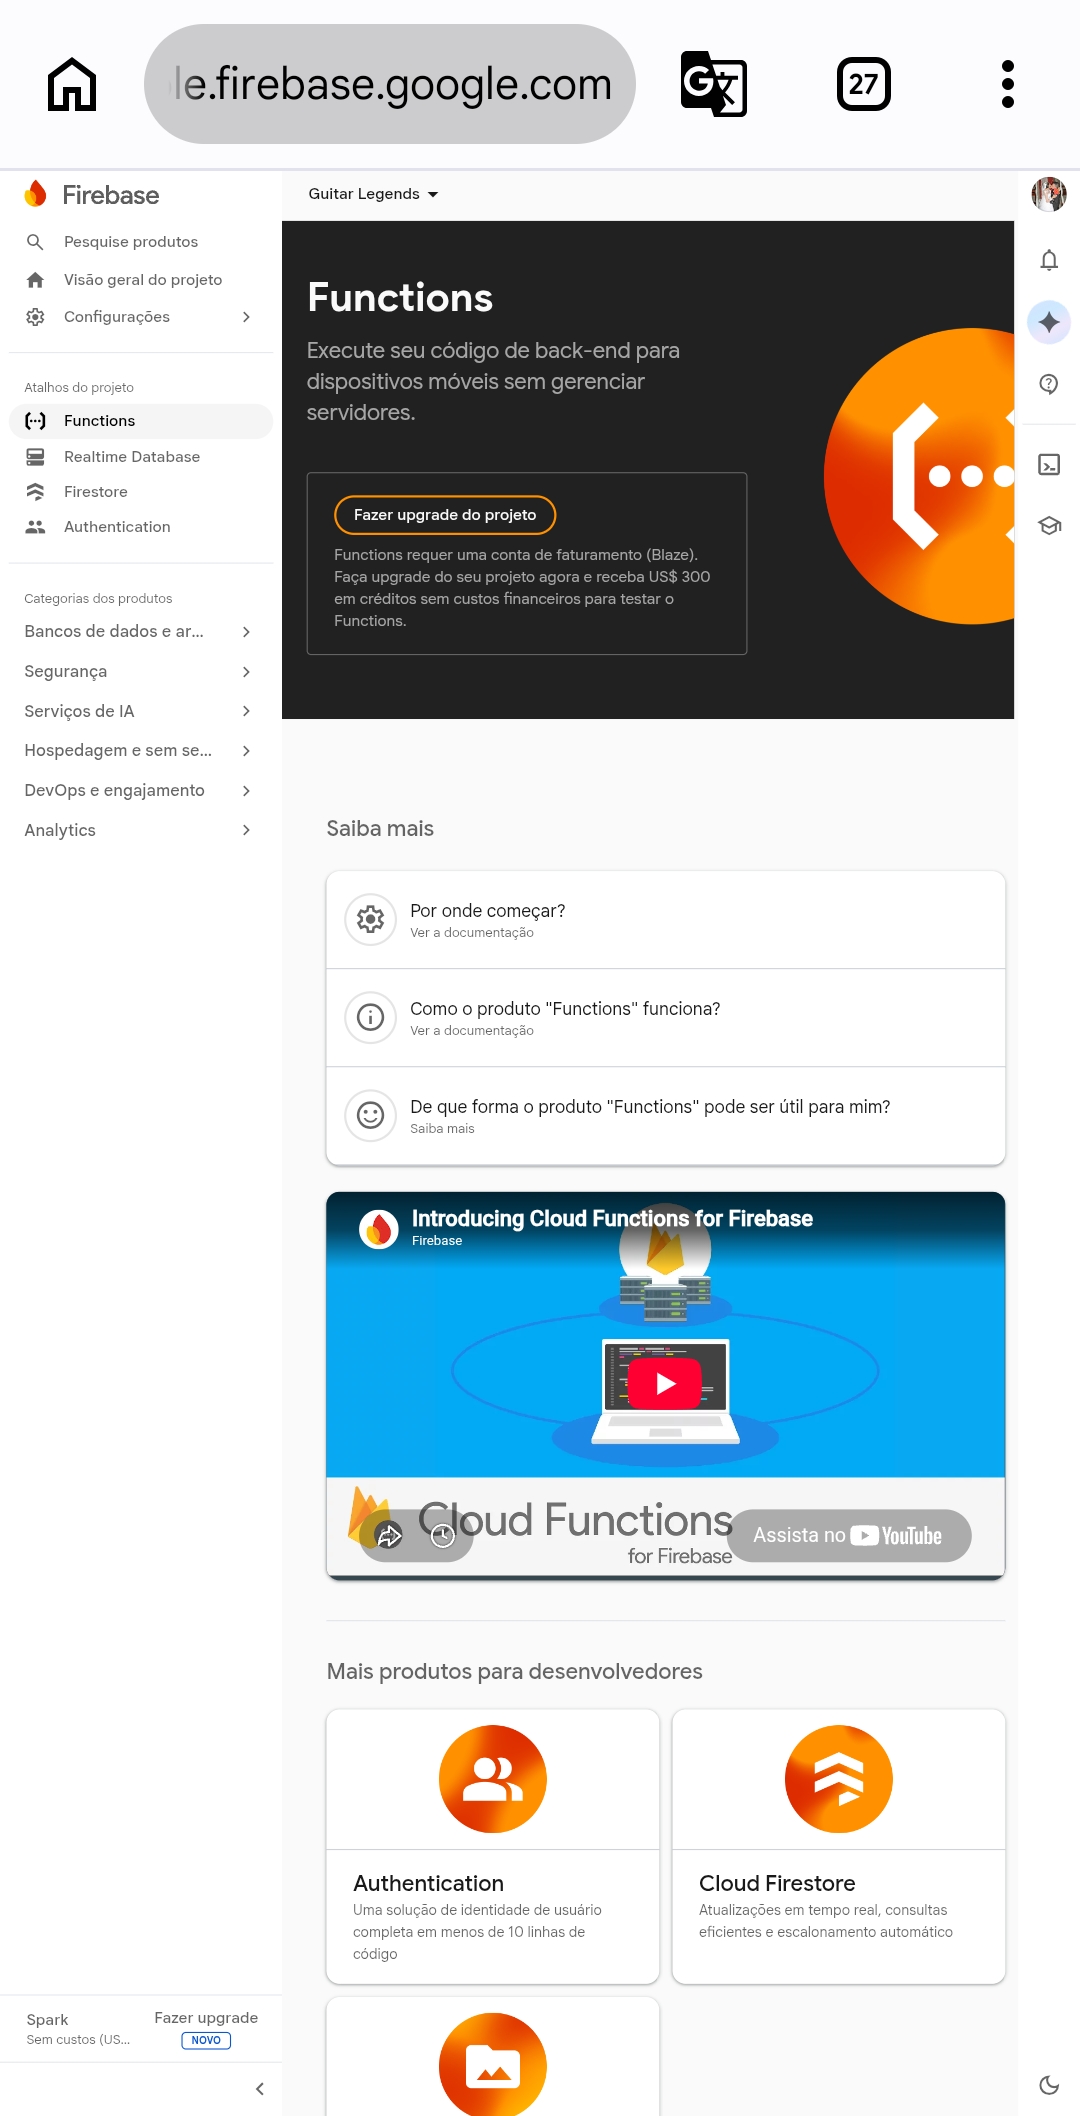 le.firebase.google.com
27
Firebase
Pesquise produtos
Visão geral do projeto
Configurações
Atalhos do projeto
Functions
Realtime Database
Firestore
Authentication
Categorias dos produtos
Bancos de dados e ar...
Segurança
Serviços de IA
Hospedagem e sem se...
DevOps e engajamento
Analytics
Spark
Sem custos (US...
Fazer upgrade
NOVO
Guitar Legends
Functions
Execute seu código de back-end para
dispositivos móveis sem gerenciar
servidores.
Fazer upgrade do projeto
Functions requer uma conta de faturamento (Blaze).
Faça upgrade do seu projeto agora e receba US$ 300
em créditos sem custos financeiros para testar o
Functions.
Saiba mais
Por onde começar?
Ver a documentação
Como o produto "Functions" funciona?
Ver a documentação
De que forma o produto "Functions" pode ser útil para mim?
Saiba mais
Introducing Cloud Functions for Firebase
Firebase
Cloud Functions
for Firebase
Assista no YouTube
Mais produtos para desenvolvedores
Authentication
Uma solução de identidade de usuário
completa em menos de 10 linhas de
código
Cloud Firestore
Atualizações em tempo real, consultas
eficientes e escalonamento automático